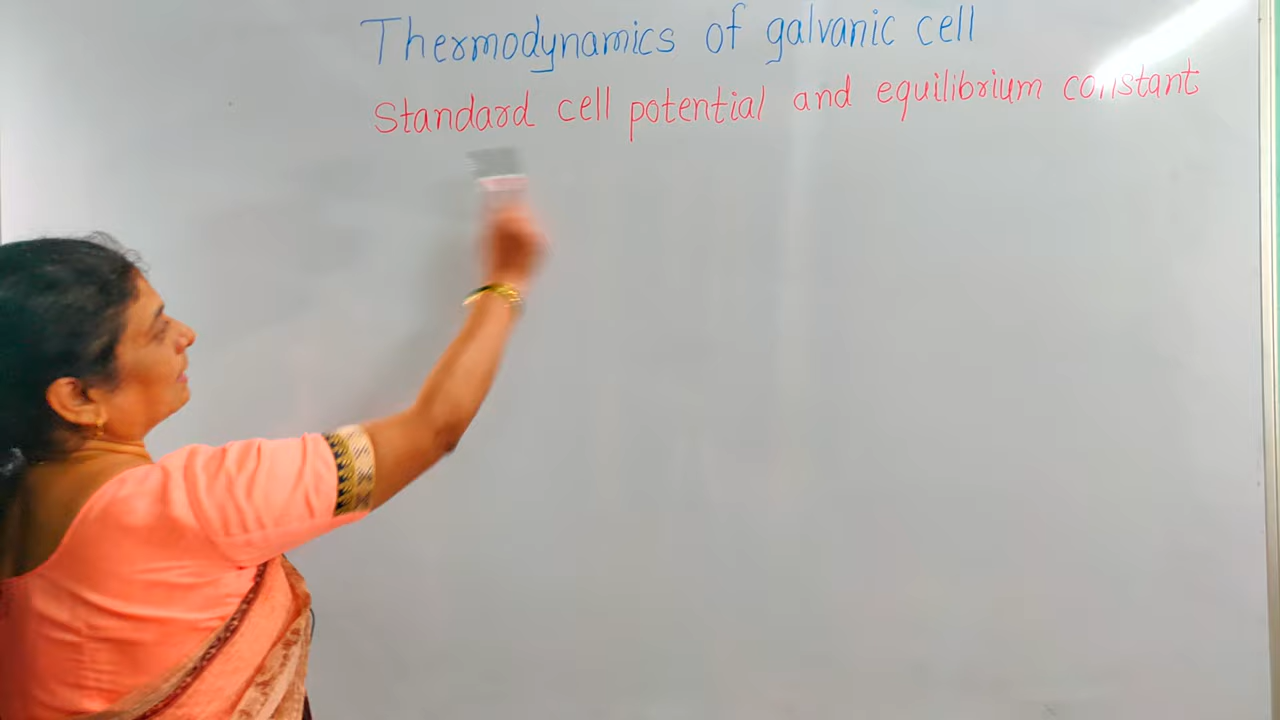 Thermodynamics of galvanic cell
Standard cell potential and equilibrium constant